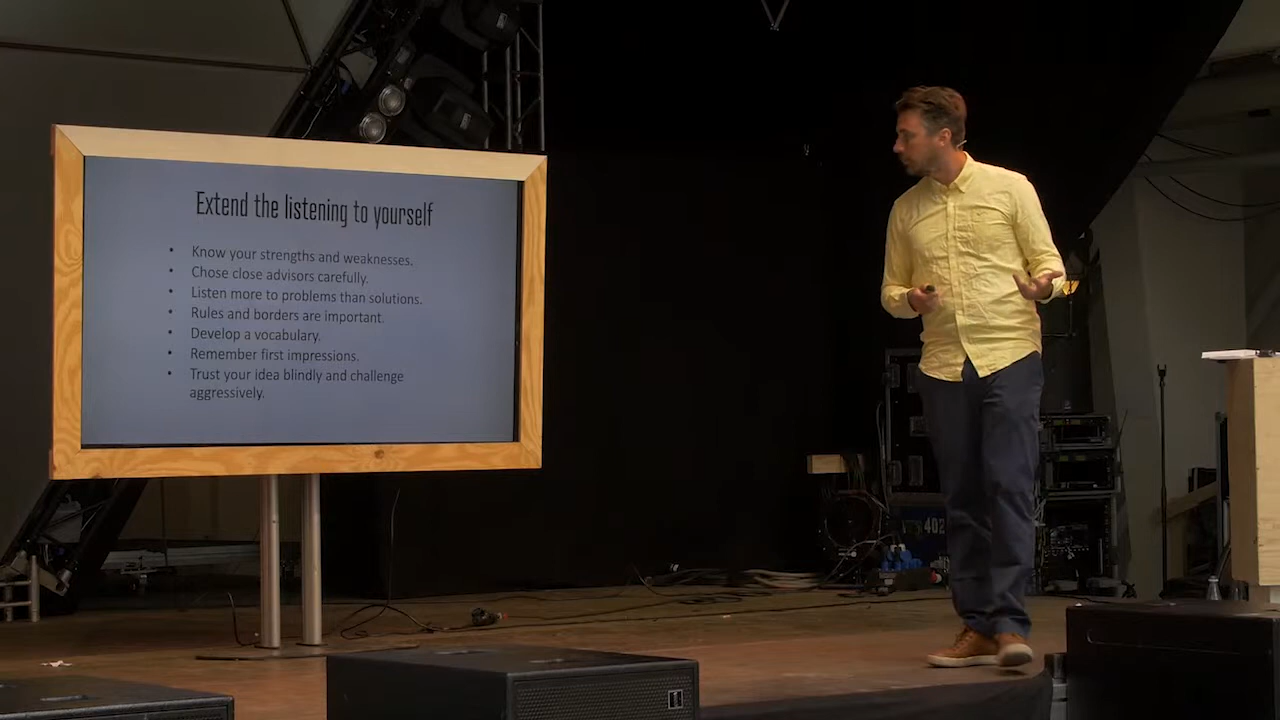 Extend the listening to yourself
• Know your strengths and weaknesses.
• Chose close advisors carefully.
• Listen more to problems than solutions.
• Rules and borders are important.
• Develop a vocabulary.
• Remember first impressions.
• Trust your idea blindly and challenge
aggressively.
402